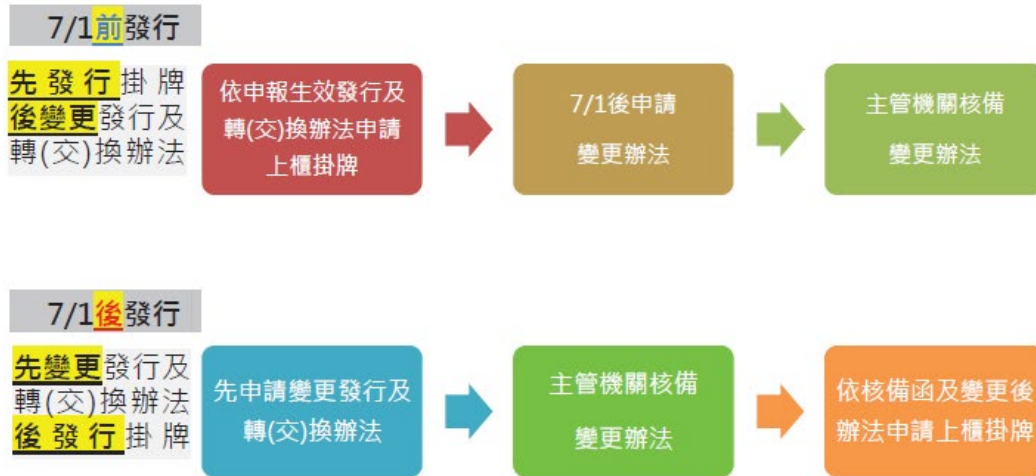 7/1前發行
先發行掛牌
後變更發行及
轉(交)換辦法
依申報生效發行及
轉(交)換辦法申請
上櫃掛牌
7/1後申請
變更辦法
主管機關核備
變更辦法
7/1後發行
先變更發行及
轉(交)換辦法
後發行掛牌
先申請變更發行及
轉(交)換辦法
主管機關核備
變更辦法
依核備函及變更後
辦法申請上櫃掛牌